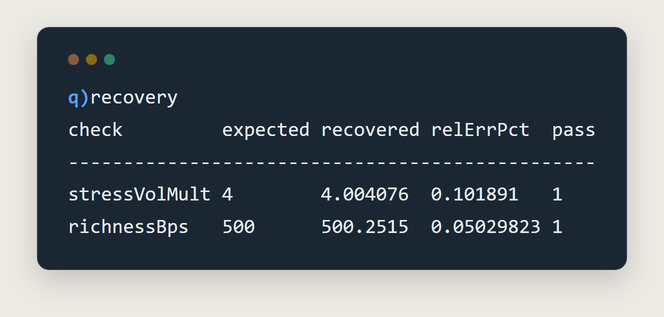 q)recovery
check         expected recovered relErrPct  pass
------------------------------------------------
stressVolMult 4        4.004076  0.101891   1
richnessBps   500      500.2515  0.05029823 1